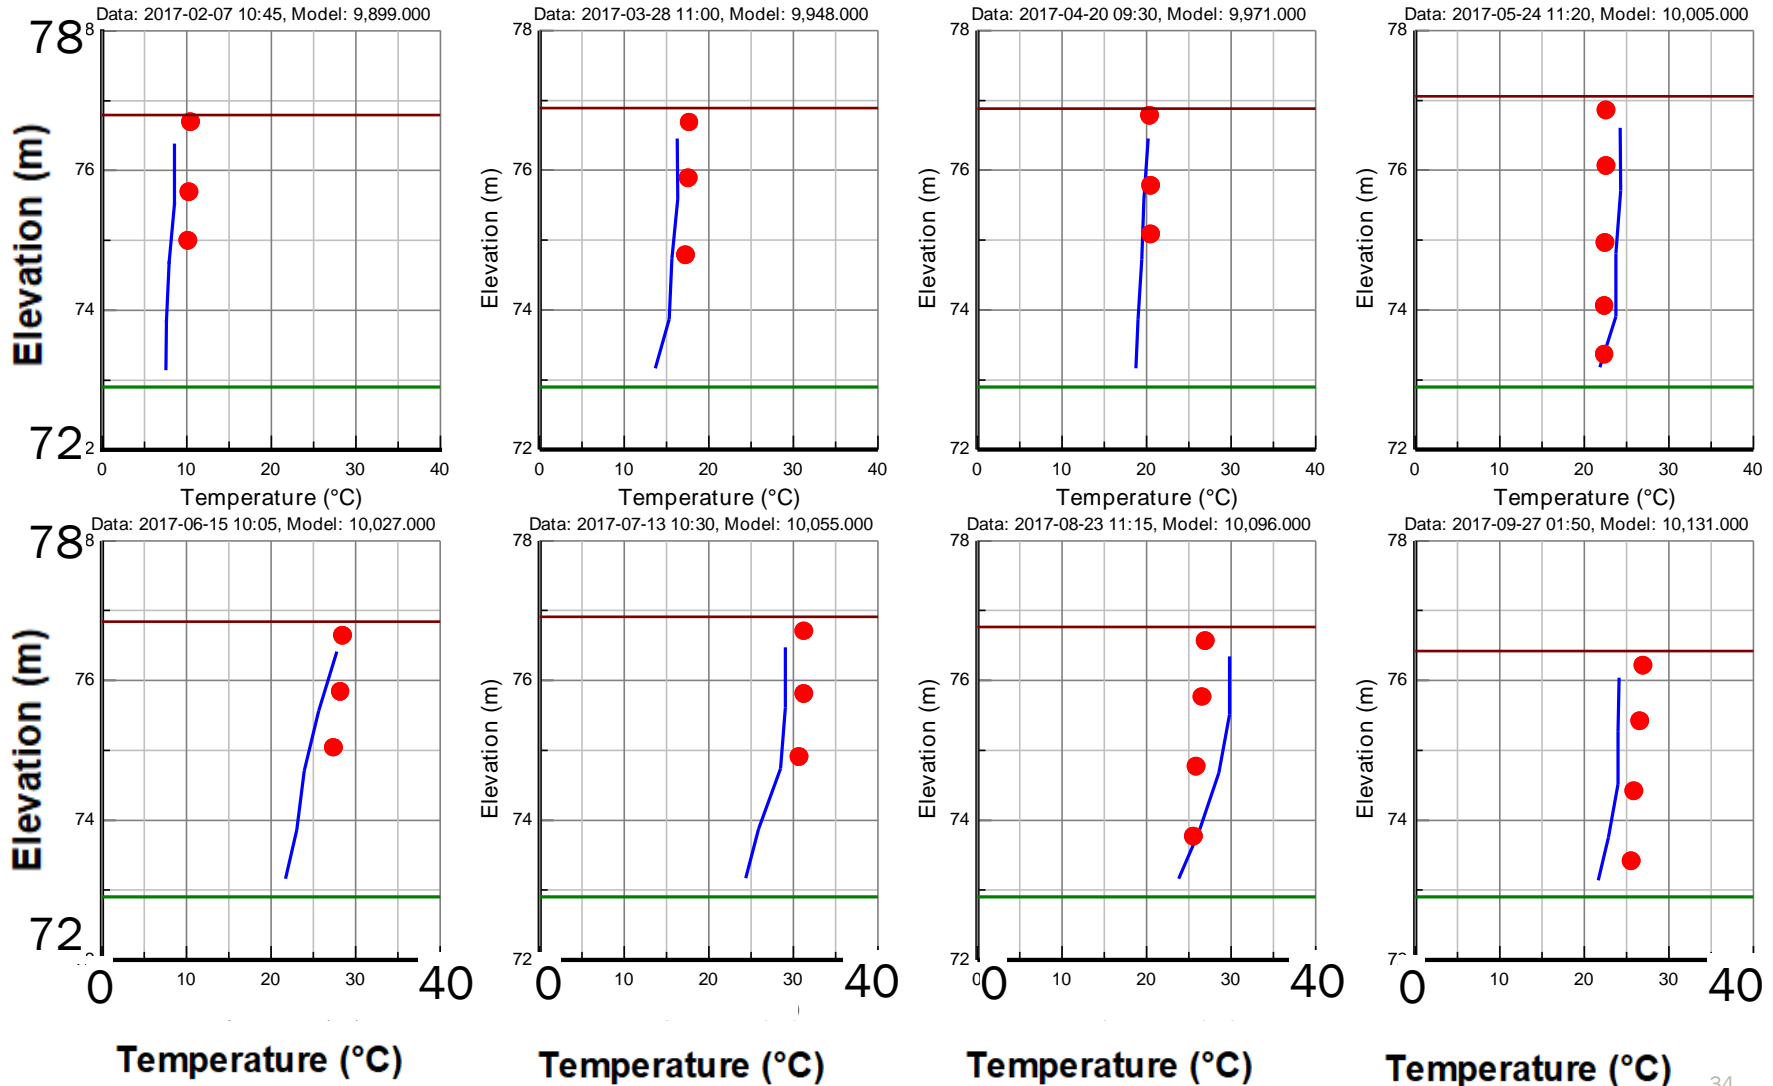 Data: 2017-02-07 10:45, Model: 9,899.000
78
8
Elevation (m)
76
74
72
2
0 10 20 30 40
Temperature (°C)
Data: 2017-03-28 11:00, Model: 9,948.000
78
Elevation (m)
76
74
72
0 10 20 30 40
Temperature (°C)
Data: 2017-04-20 09:30, Model: 9,971.000
78
Elevation (m)
76
74
72
0 10 20 30 40
Temperature (°C)
Data: 2017-05-24 11:20, Model: 10,005.000
78
Elevation (m)
76
74
72
0 10 20 30 40
Temperature (°C)
Data: 2017-06-15 10:05, Model: 10,027.000
78
8
Elevation (m)
76
74
72
0 10 20 30 40
Temperature (°C)
Data: 2017-07-13 10:30, Model: 10,055.000
78
Elevation (m)
76
74
72
0 10 20 30 40
Temperature (°C)
Data: 2017-08-23 11:15, Model: 10,096.000
78
Elevation (m)
76
74
72
0 10 20 30 40
Temperature (°C)
Data: 2017-09-27 01:50, Model: 10,131.000
78
Elevation (m)
76
74
0 10 20 30 40
Temperature (°C)
34